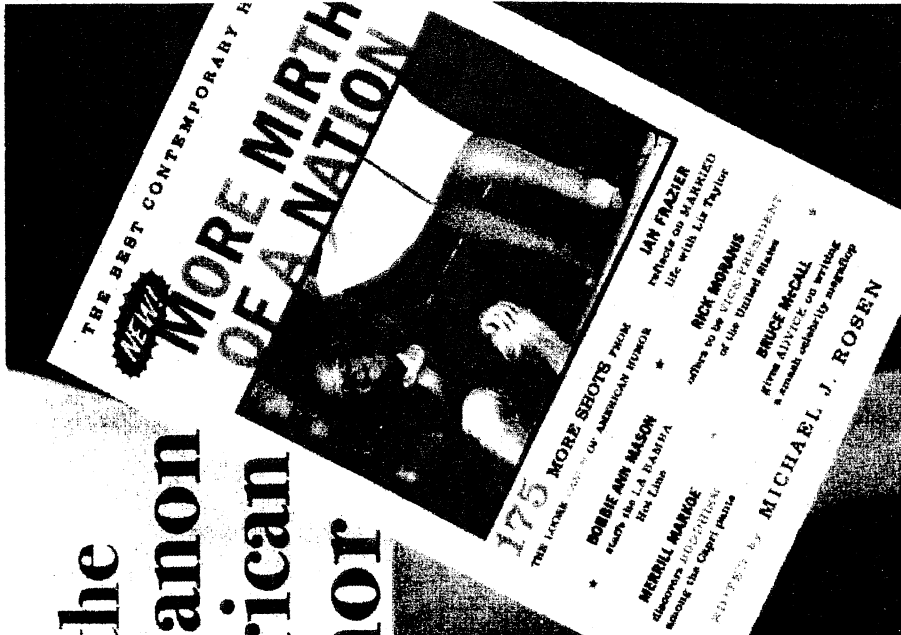 THE BEST CONTEMPORARY H
NEW!
MORE MIRTH
OF A NATION
175 MORE SHOTS FROM
THE LOOSE OF AMERICAN HUMOR
IAN FRAZIER
reflects on MARRIED
life with Liz Taylor
BOBBIE ANN MASON
staffs the LA BAMBA
Hot Line
RICK MORANIS
offers to be VICE-PRESIDENT
of the United States
MERRILL MARKOE
discovers
among the Capri pants
BRUCE McCALL
gives ADVICE on writing
a smash celebrity megaflop
EDITED by MICHAEL J. ROSEN
the
anon
rican
nor